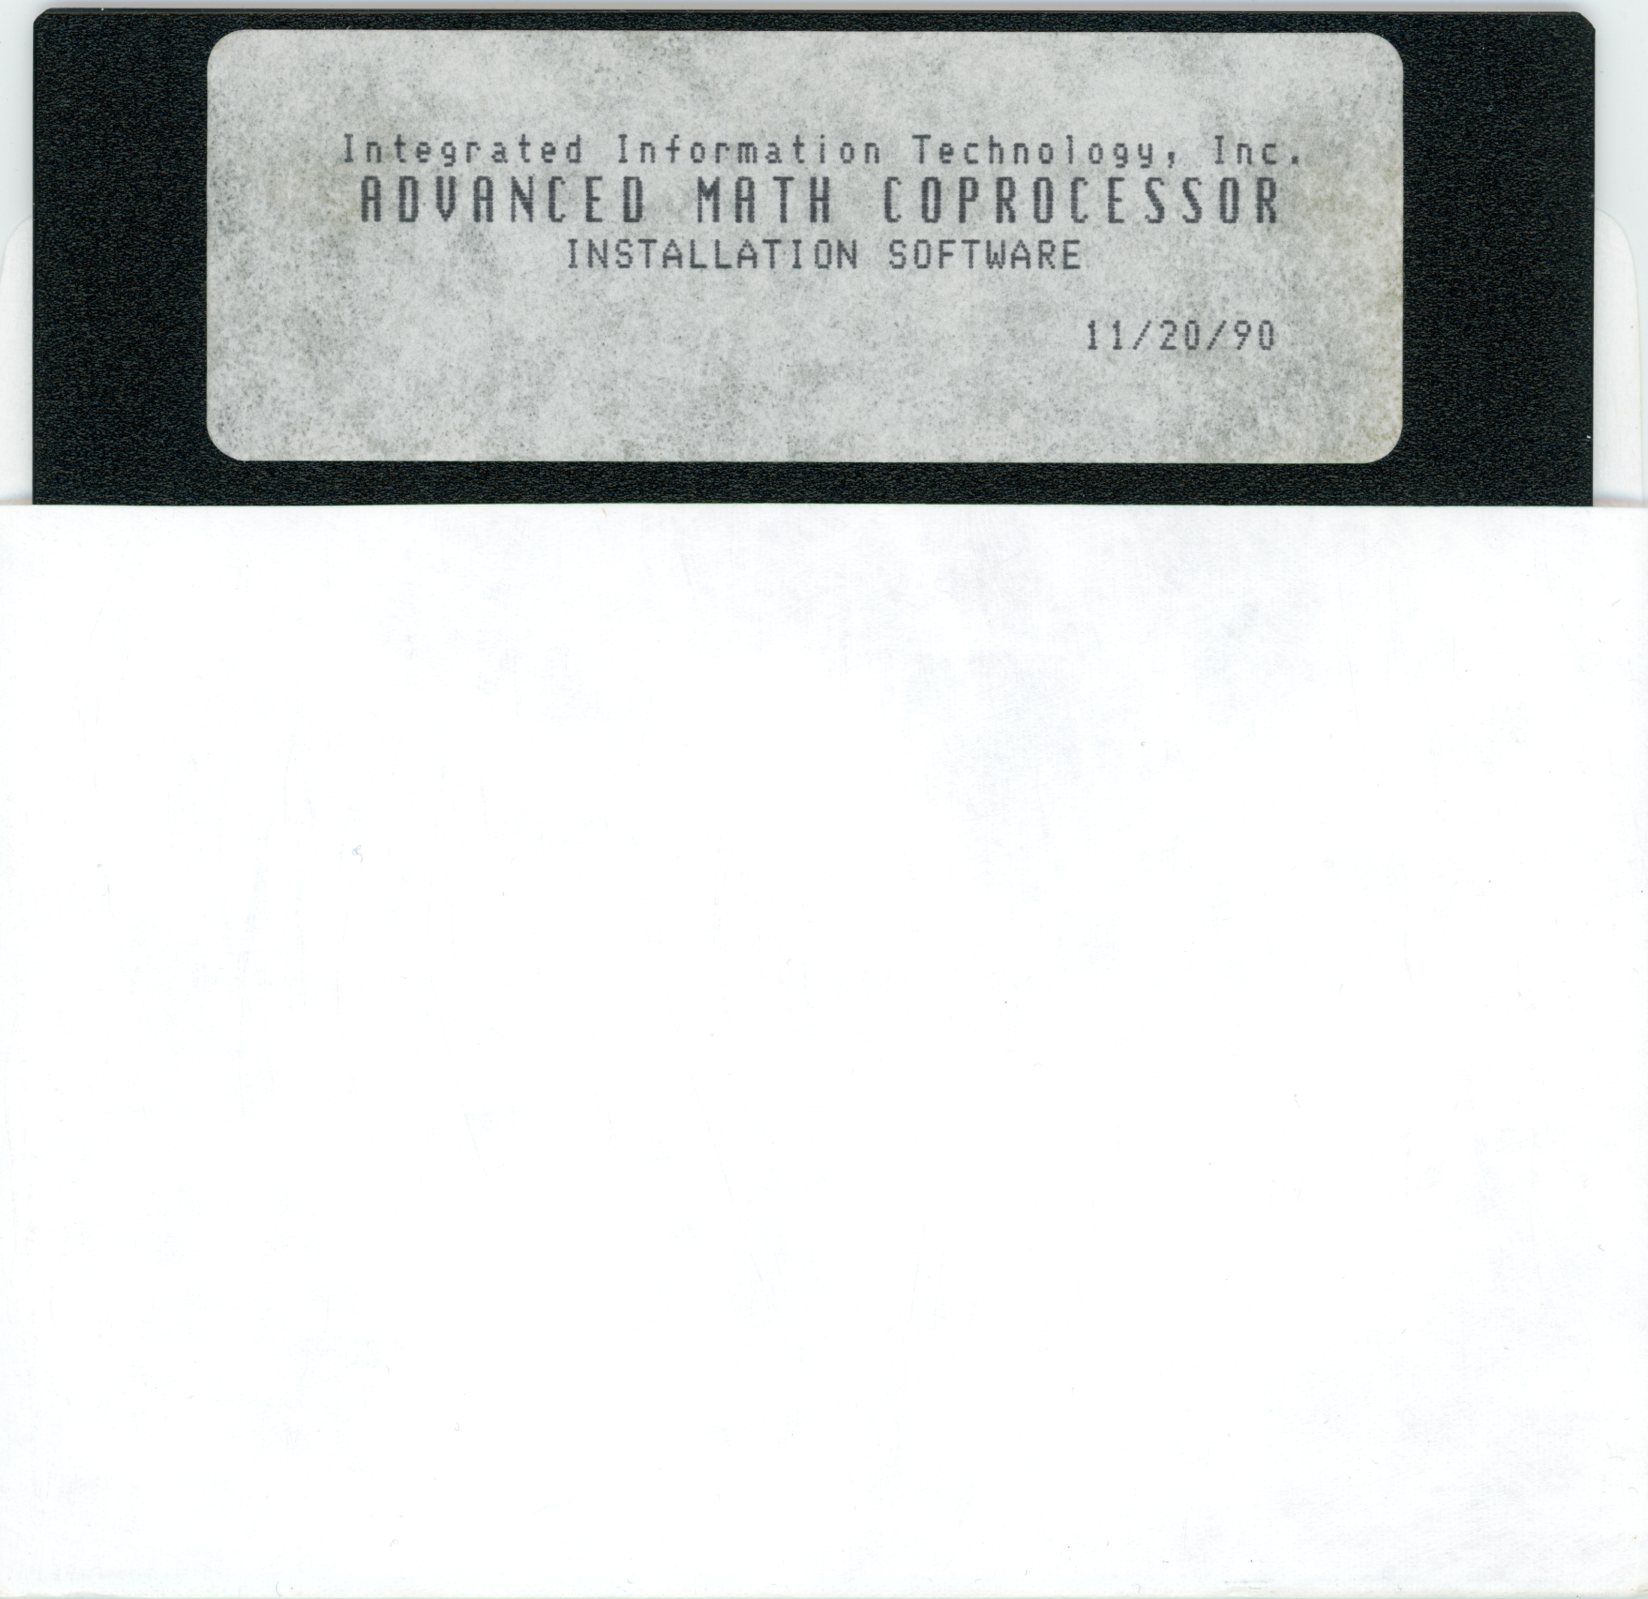 Integrated Information Technology, Inc.
ADVANCED MATH COPROCESSOR
INSTALLATION SOFTWARE
11/20/90